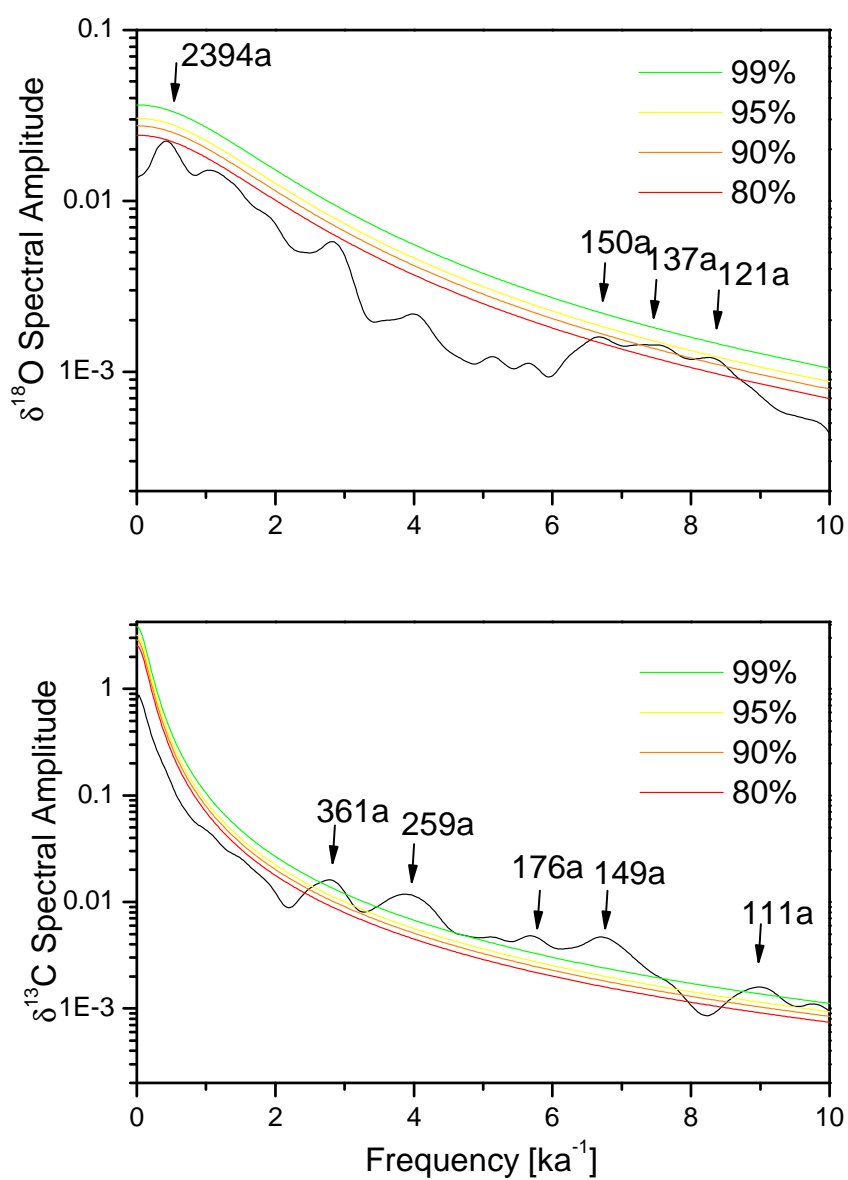 0.1
2394a
99%
95%
90%
80%
0.01
150a
137a
121a
1E-3
δ¹⁸O Spectral Amplitude
0 2 4 6 8 10
1
99%
95%
90%
80%
0.1
361a
259a
176a
149a
111a
0.01
1E-3
δ¹³C Spectral Amplitude
0 2 4 6 8 10
Frequency [ka⁻¹]